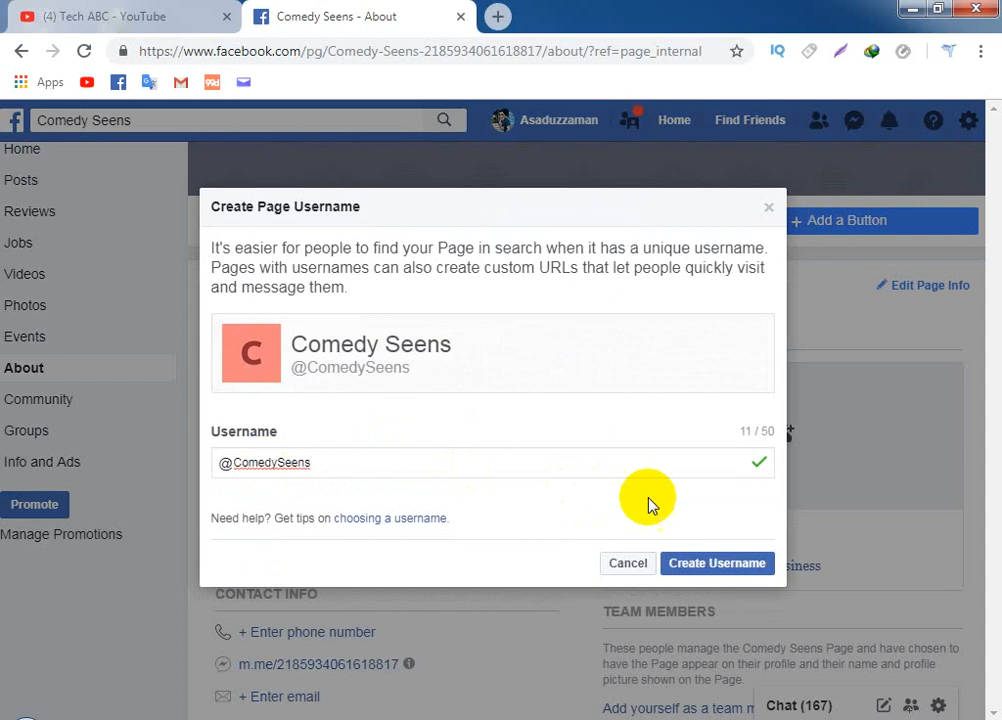 (4) Tech ABC - YouTube
Comedy Seens - About
https://www.facebook.com/pg/Comedy-Seens-2185934061618817/about/?ref=page_internal
IQ
Apps
99d
Comedy Seens
Asaduzzaman
Home
Find Friends
Home
Posts
Reviews
Jobs
Videos
Photos
Events
About
Community
Groups
Info and Ads
Promote
Manage Promotions
+ Add a Button
Edit Page Info
Create Page Username
It's easier for people to find your Page in search when it has a unique username.
Pages with usernames can also create custom URLs that let people quickly visit
and message them.
C
Comedy Seens
@ComedySeens
Username
11 / 50
@ComedySeens
Need help? Get tips on choosing a username.
Cancel
Create Username
siness
CONTACT INFO
+ Enter phone number
m.me/2185934061618817
+ Enter email
TEAM MEMBERS
These people manage the Comedy Seens Page and have chosen to
have the Page appear on their profile and their name and profile
picture shown on the Page.
Add yourself as a team m
Chat (167)